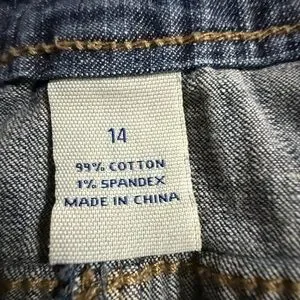 14
99% COTTON
1% SPANDEX
MADE IN CHINA